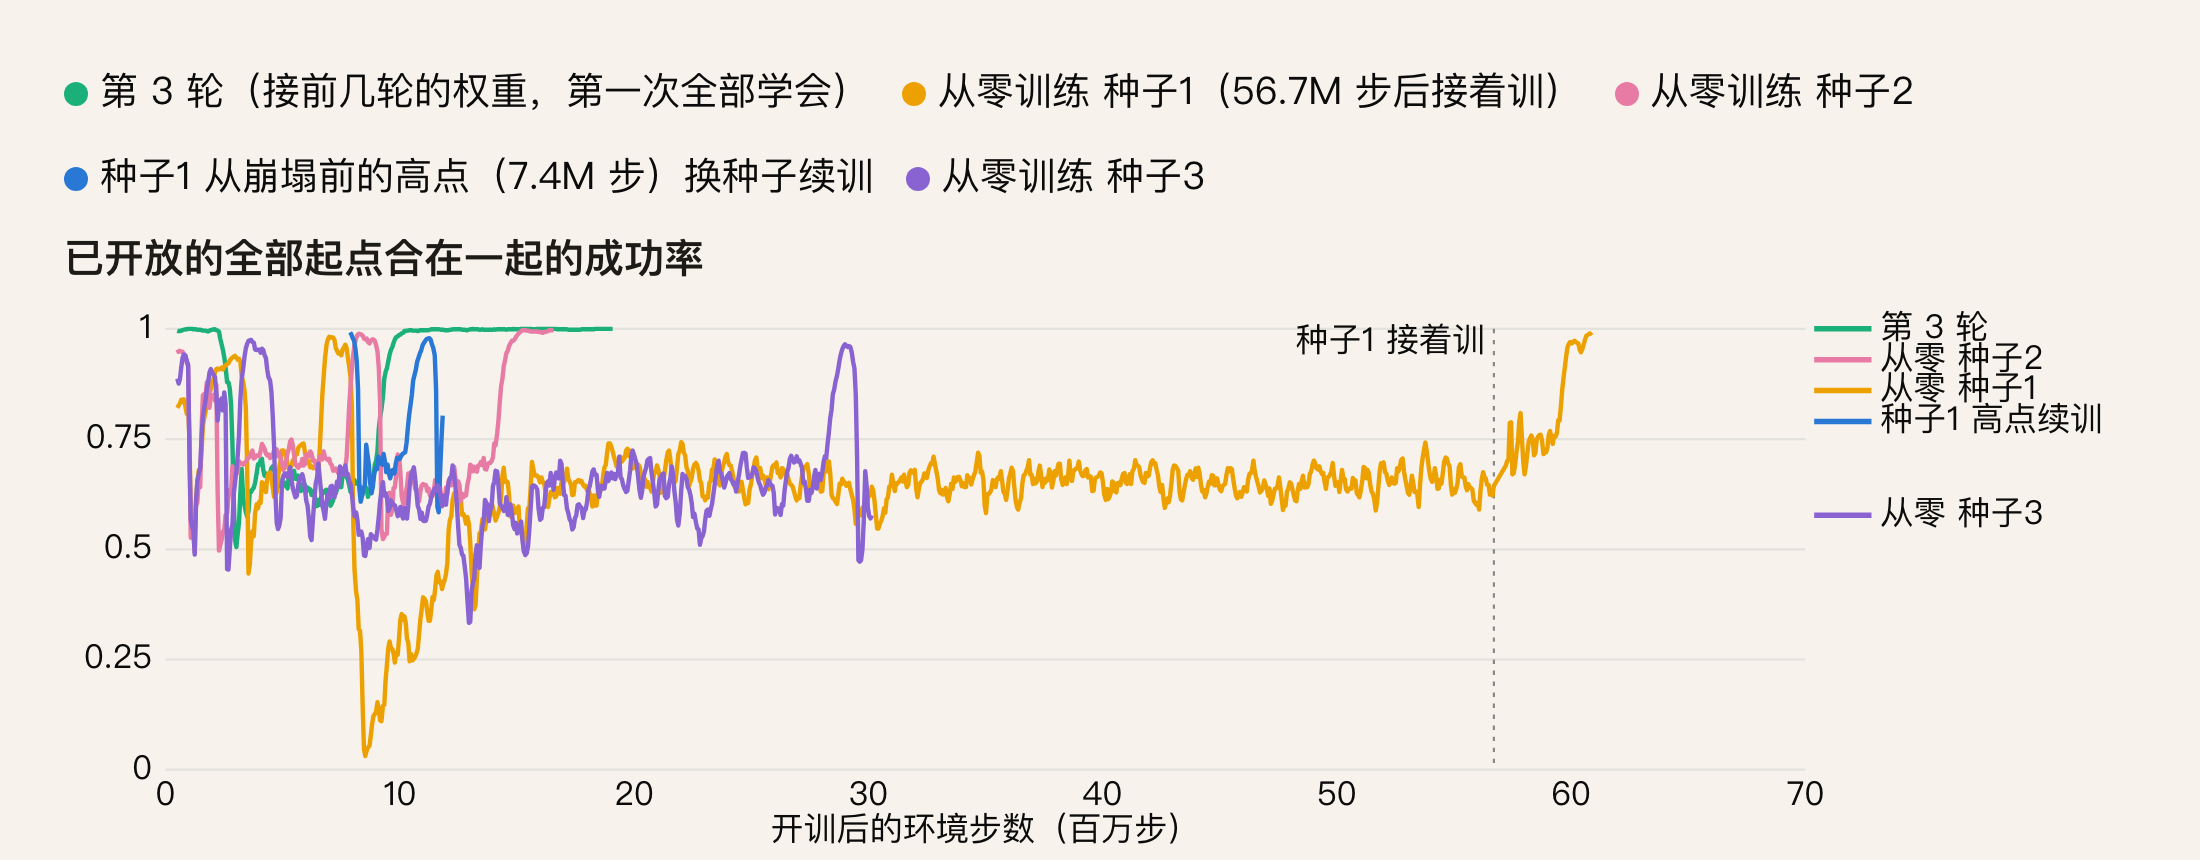 第 3 轮（接前几轮的权重，第一次全部学会） 从零训练 种子1（56.7M 步后接着训） 从零训练 种子2
种子1 从崩塌前的高点（7.4M 步）换种子续训 从零训练 种子3
已开放的全部起点合在一起的成功率
1
0.75
0.5
0.25
0
种子1 接着训
第 3 轮
从零 种子2
从零 种子1
种子1 高点续训
从零 种子3
0 10 20 30 40 50 60 70
开训后的环境步数（百万步）